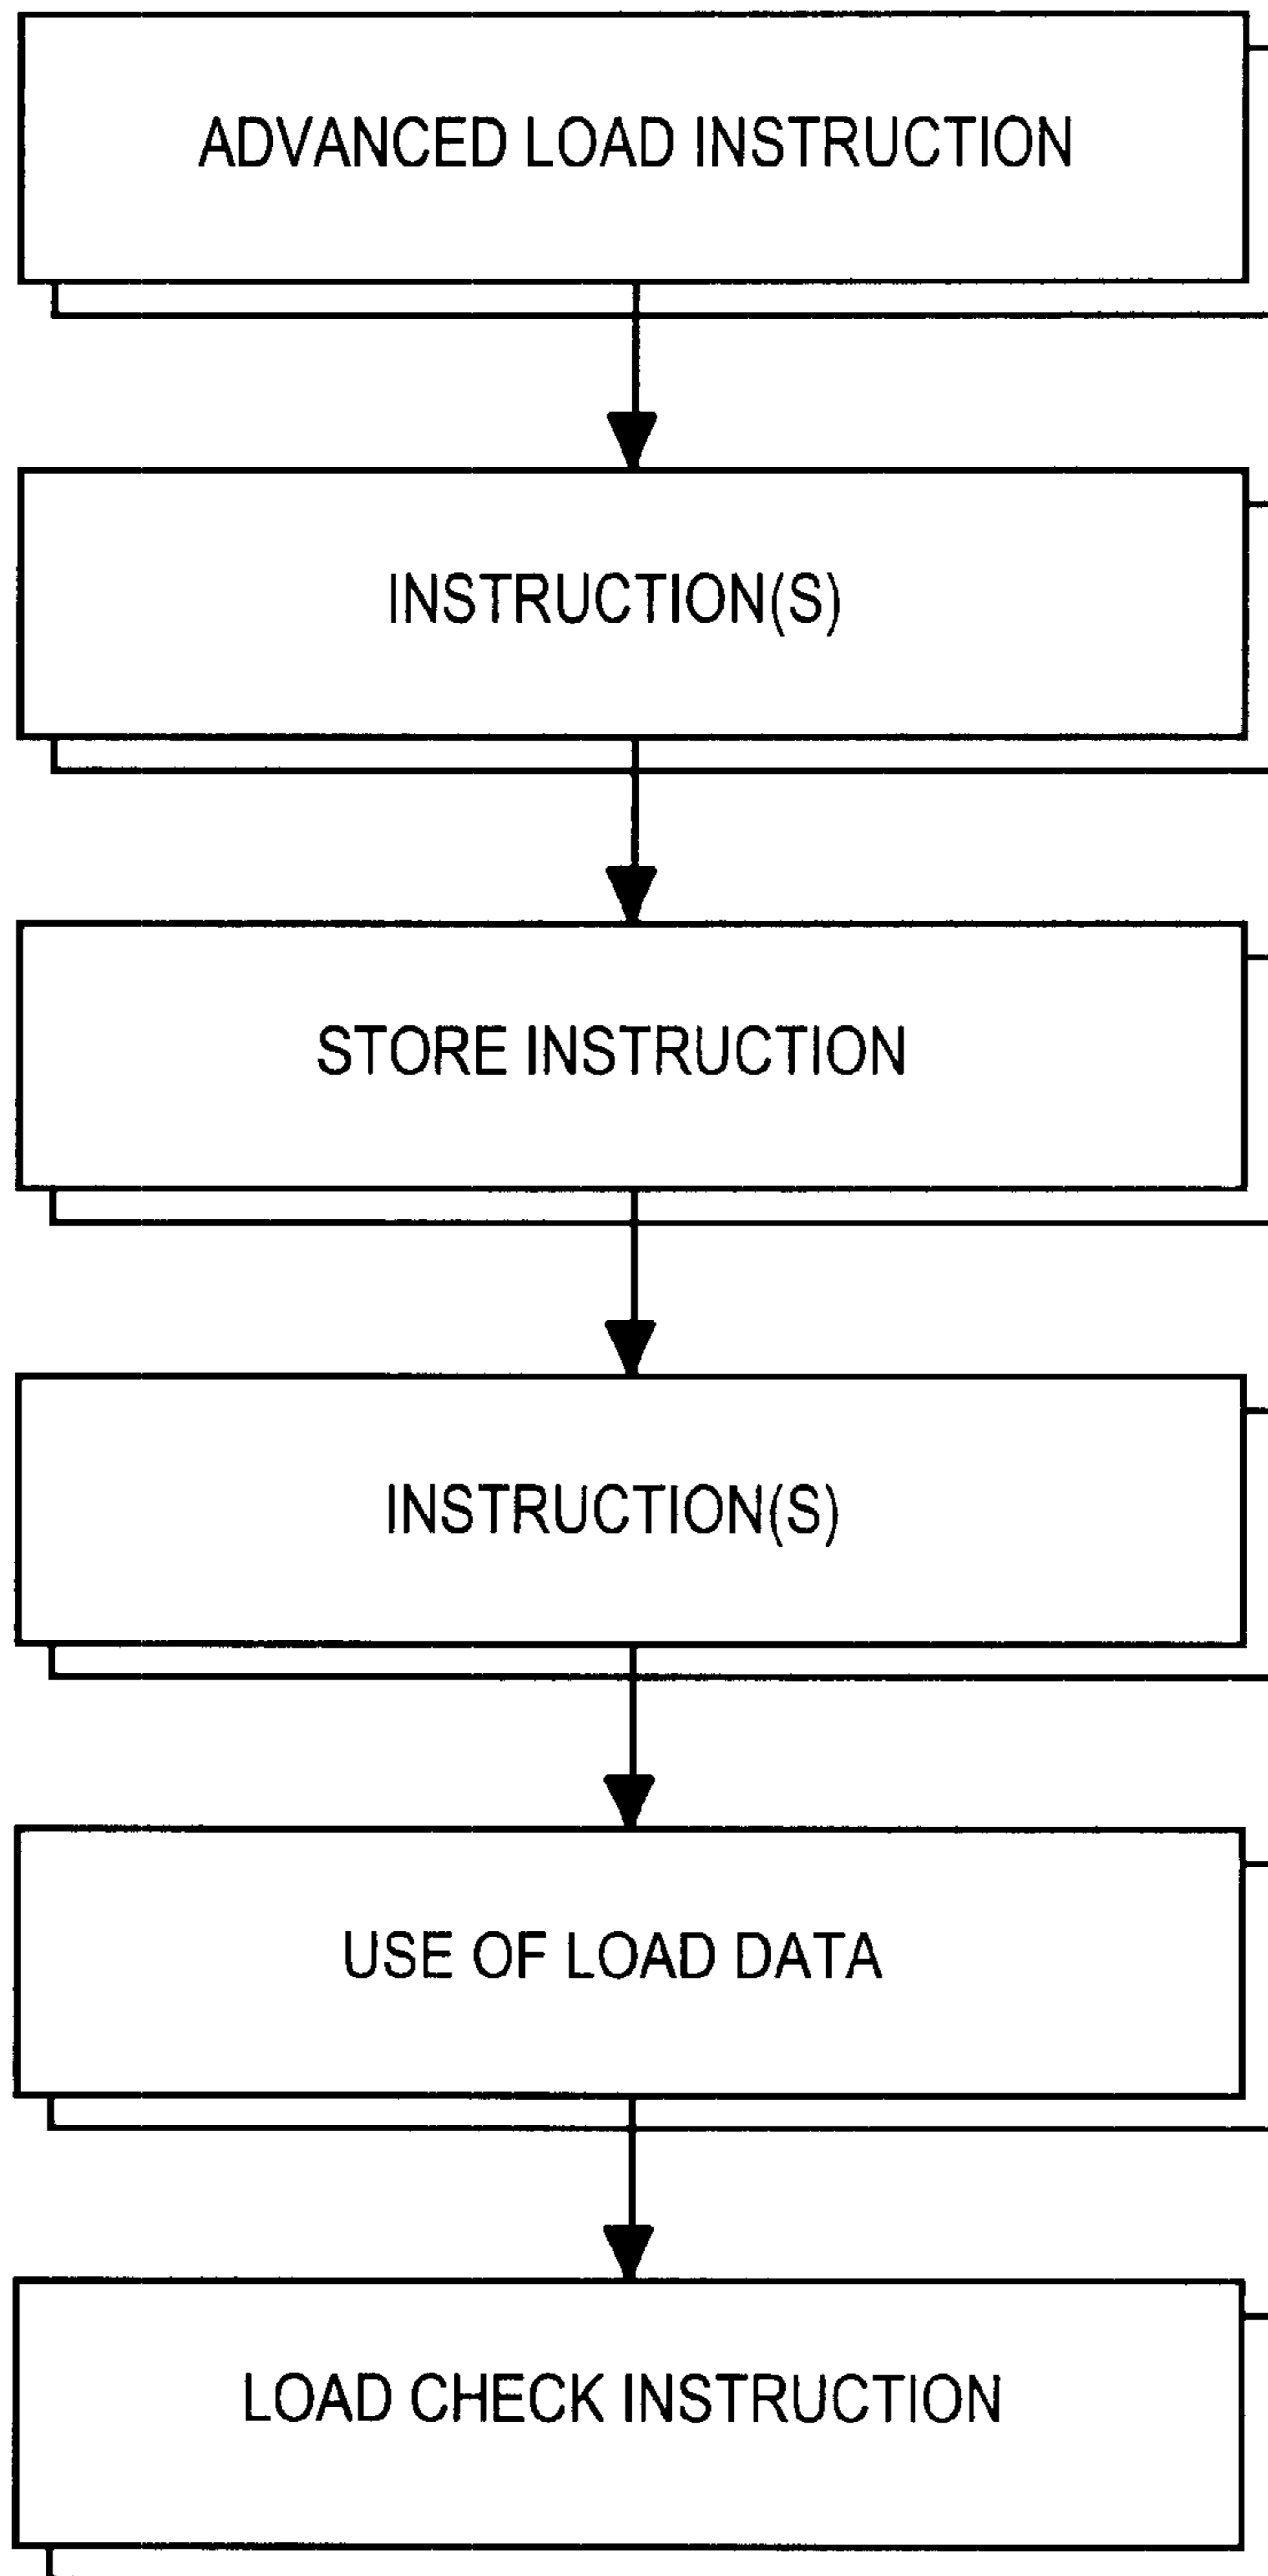 ADVANCED LOAD INSTRUCTION
INSTRUCTION(S)
STORE INSTRUCTION
INSTRUCTION(S)
USE OF LOAD DATA
LOAD CHECK INSTRUCTION